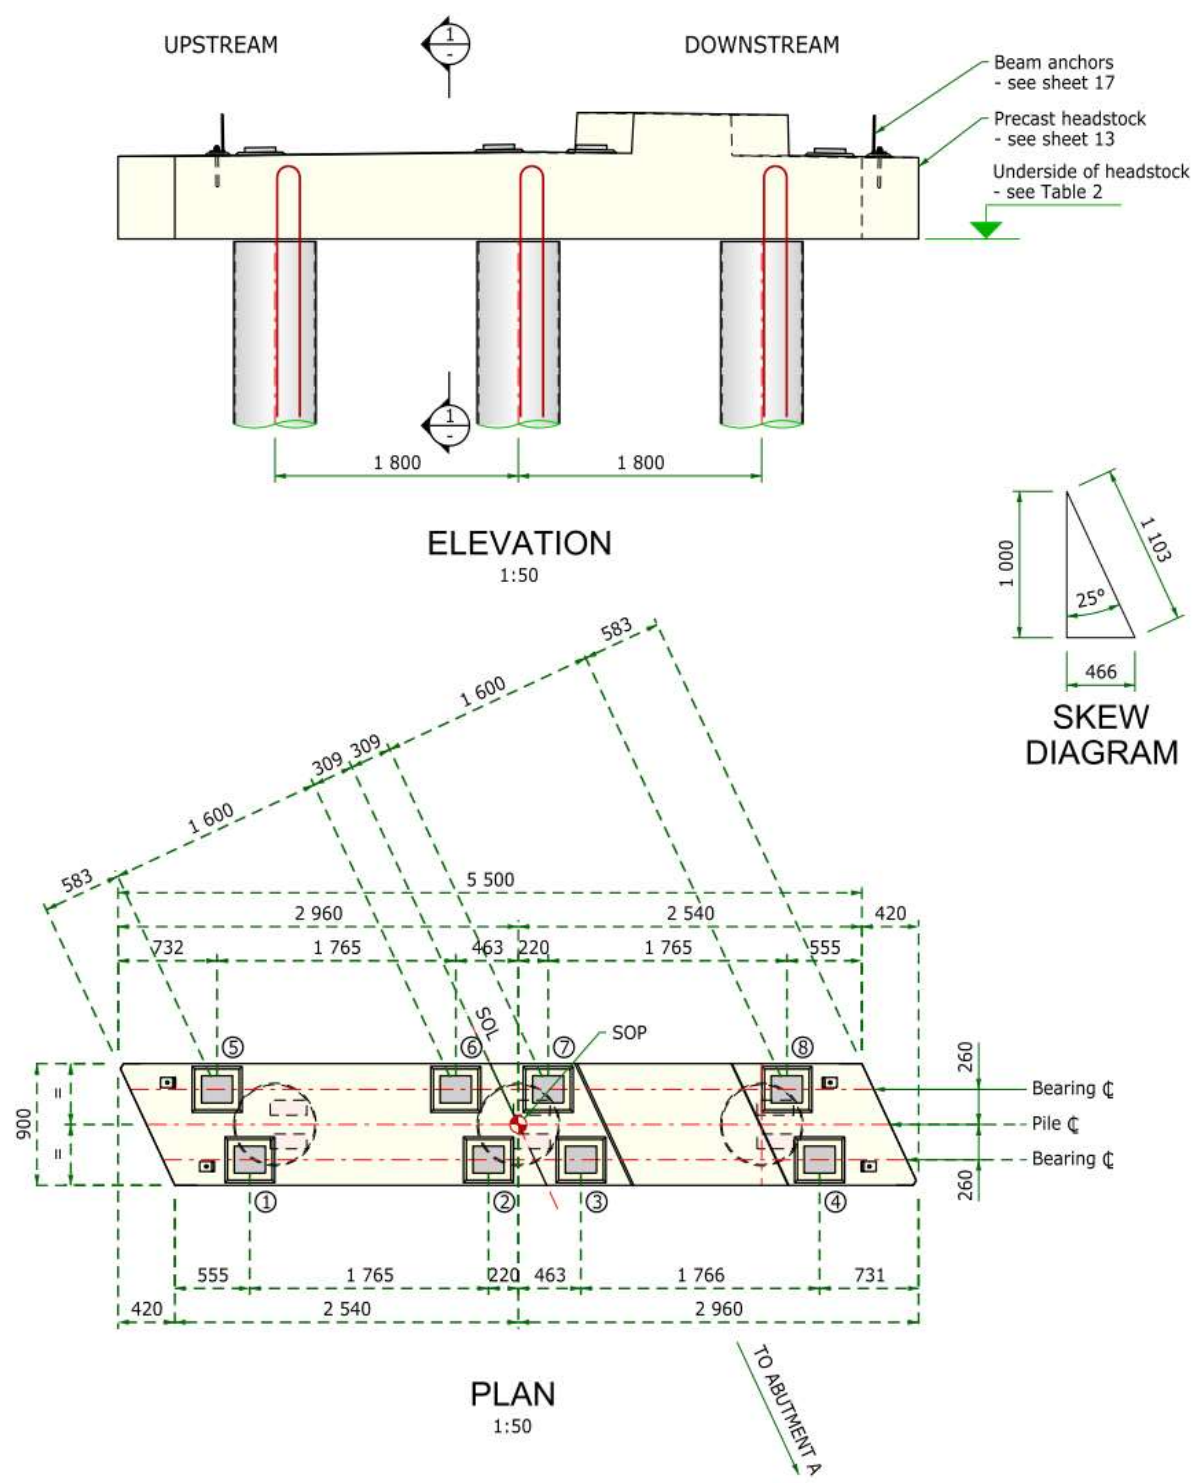 UPSTREAM
1
-
DOWNSTREAM
Beam anchors
- see sheet 17
Precast headstock
- see sheet 13
Underside of headstock
- see Table 2
1
-
1 800
1 800
ELEVATION
1:50
1 000
1 103
25°
466
SKEW
DIAGRAM
583
1 600
309
309
1 600
583
5 500
2 960
2 540
420
732
1 765
463
220
1 765
555
SOL
SOP
5
6
7
8
900
=
=
260
260
Bearing ℄
Pile ℄
Bearing ℄
1
2
3
4
555
1 765
220
463
1 766
731
420
2 540
2 960
PLAN
1:50
TO ABUTMENT A